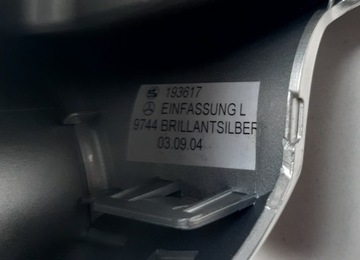 193617
EINFASSUNG L
9744 BRILLANTSILBER
03.09.04